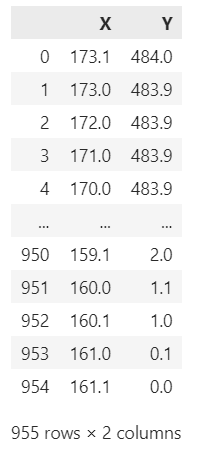 X Y
0 173.1 484.0
1 173.0 483.9
2 172.0 483.9
3 171.0 483.9
4 170.0 483.9
... ... ...
950 159.1 2.0
951 160.0 1.1
952 160.1 1.0
953 161.0 0.1
954 161.1 0.0
955 rows × 2 columns